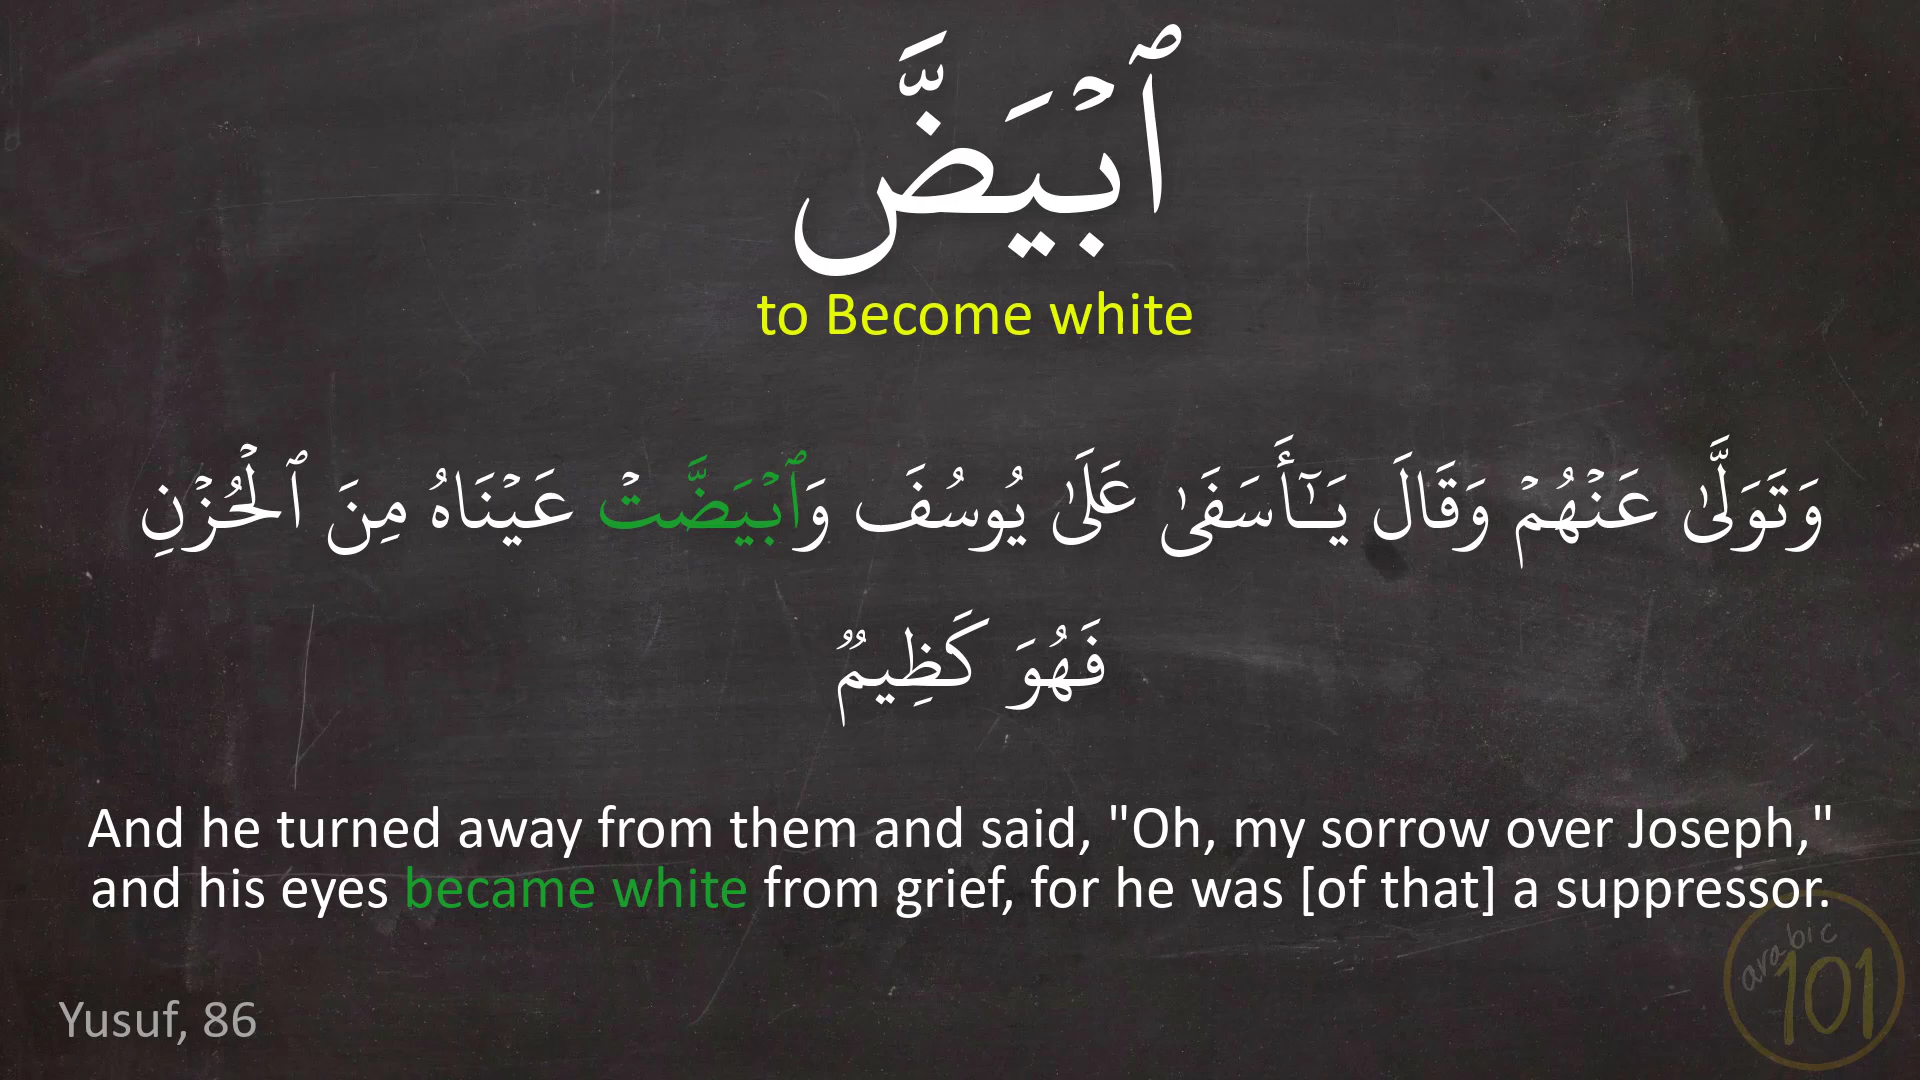 ٱبۡيَضَّ
to Become white
وَتَوَلَّىٰ عَنۡهُمۡ وَقَالَ يَـٰٓأَسَفَىٰ عَلَىٰ يُوسُفَ وَٱبۡيَضَّتۡ عَيۡنَاهُ مِنَ ٱلۡحُزۡنِ
فَهُوَ كَظِيمٌ
And he turned away from them and said, "Oh, my sorrow over Joseph,"
and his eyes became white from grief, for he was [of that] a suppressor.
Yusuf, 86
arabic
101